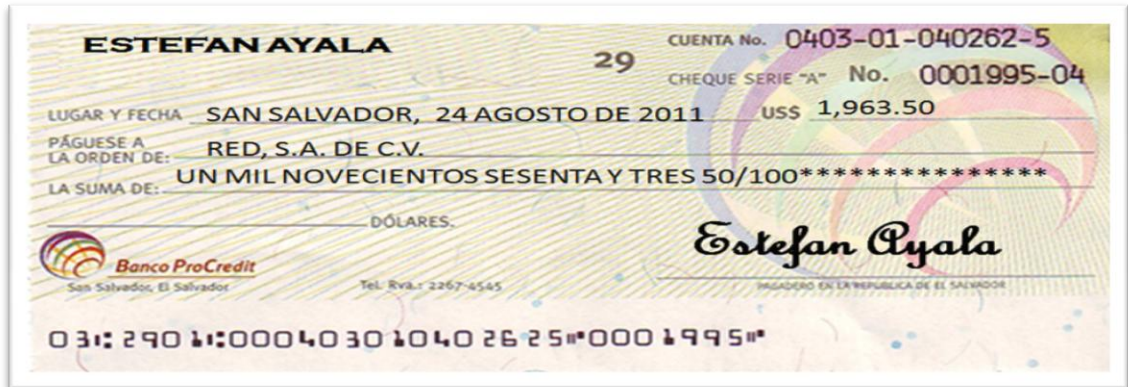 ESTEFAN AYALA
29
CUENTA No. 0403-01-040262-5
CHEQUE SERIE "A" No. 0001995-04
LUGAR Y FECHA SAN SALVADOR, 24 AGOSTO DE 2011 US$ 1,963.50
PÁGUESE A
LA ORDEN DE: RED, S.A. DE C.V.
LA SUMA DE: UN MIL NOVECIENTOS SESENTA Y TRES 50/100***************
DÓLARES.
Estefan Ayala
Banco ProCredit
San Salvador, El Salvador
Tel. Rva.: 2267-4545
PAGADERO EN LA REPUBLICA DE EL SALVADOR
03⑆2901⑆000403010402625⑈0001995⑈